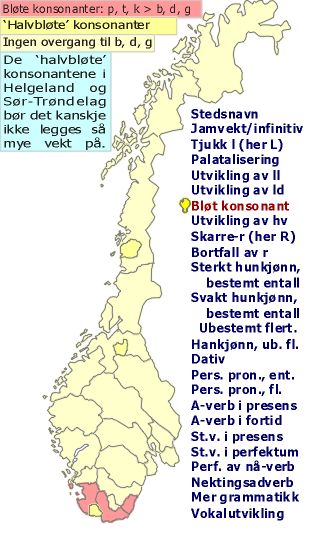 Bløte konsonanter: p, t, k > b, d, g
`Halvbløte´ konsonanter
Ingen overgang til b, d, g
De `halvbløte´
konsonantene i
Helgeland og
Sør-Trøndelag
bør det kanskje
ikke legges så
mye vekt på.
Stedsnavn
Jamvekt/infinitiv
Tjukk l (her L)
Palatalisering
Utvikling av ll
Utvikling av ld
Bløt konsonant
Utvikling av hv
Skarre-r (her R)
Bortfall av r
Sterkt hunkjønn,
bestemt entall
Svakt hunkjønn,
bestemt entall
Ubestemt flert.
Hankjønn, ub. fl.
Dativ
Pers. pron., ent.
Pers. pron., fl.
A-verb i presens
A-verb i fortid
St.v. i presens
St.v. i perfektum
Perf. av nå-verb
Nektingsadverb
Mer grammatikk
Vokalutvikling